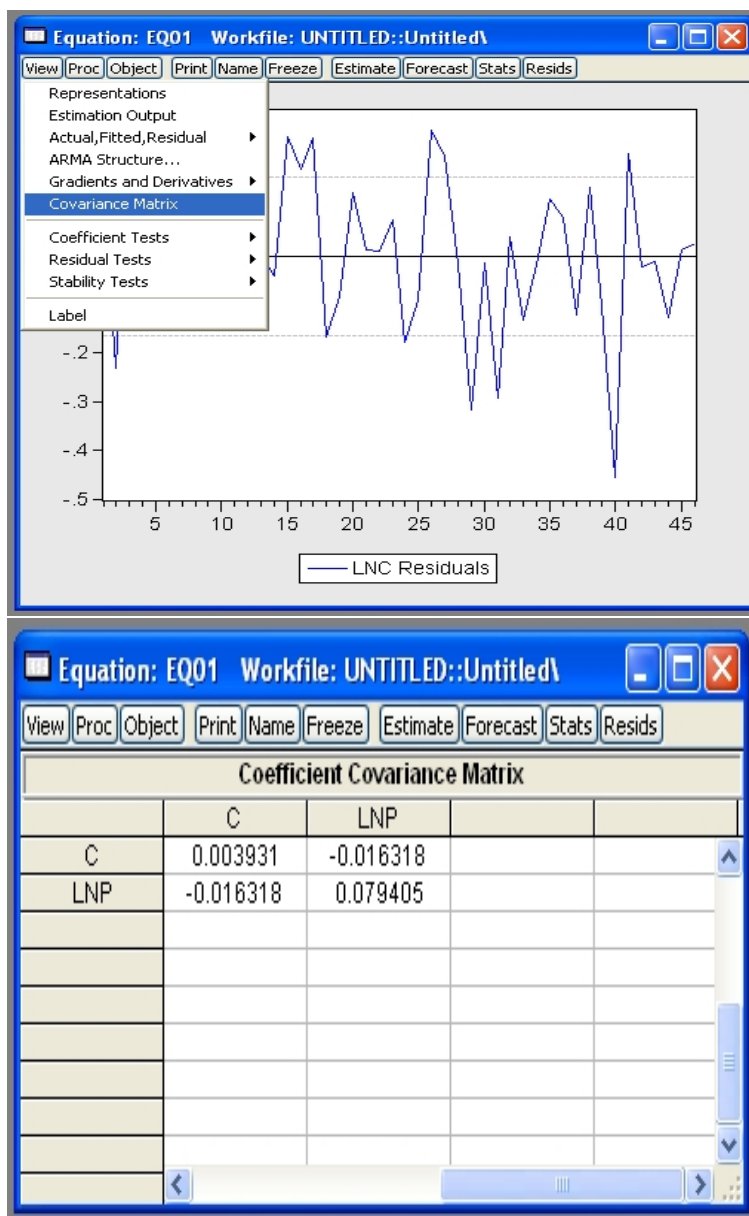 Equation: EQ01 Workfile: UNTITLED::Untitled\
View Proc Object Print Name Freeze Estimate Forecast Stats Resids
Representations
Estimation Output
Actual,Fitted,Residual
ARMA Structure...
Gradients and Derivatives
Covariance Matrix
Coefficient Tests
Residual Tests
Stability Tests
Label
-.2
-.3
-.4
-.5
5 10 15 20 25 30 35 40 45
LNC Residuals
Equation: EQ01 Workfile: UNTITLED::Untitled\
View Proc Object Print Name Freeze Estimate Forecast Stats Resids
Coefficient Covariance Matrix
C LNP
C 0.003931 -0.016318
LNP -0.016318 0.079405